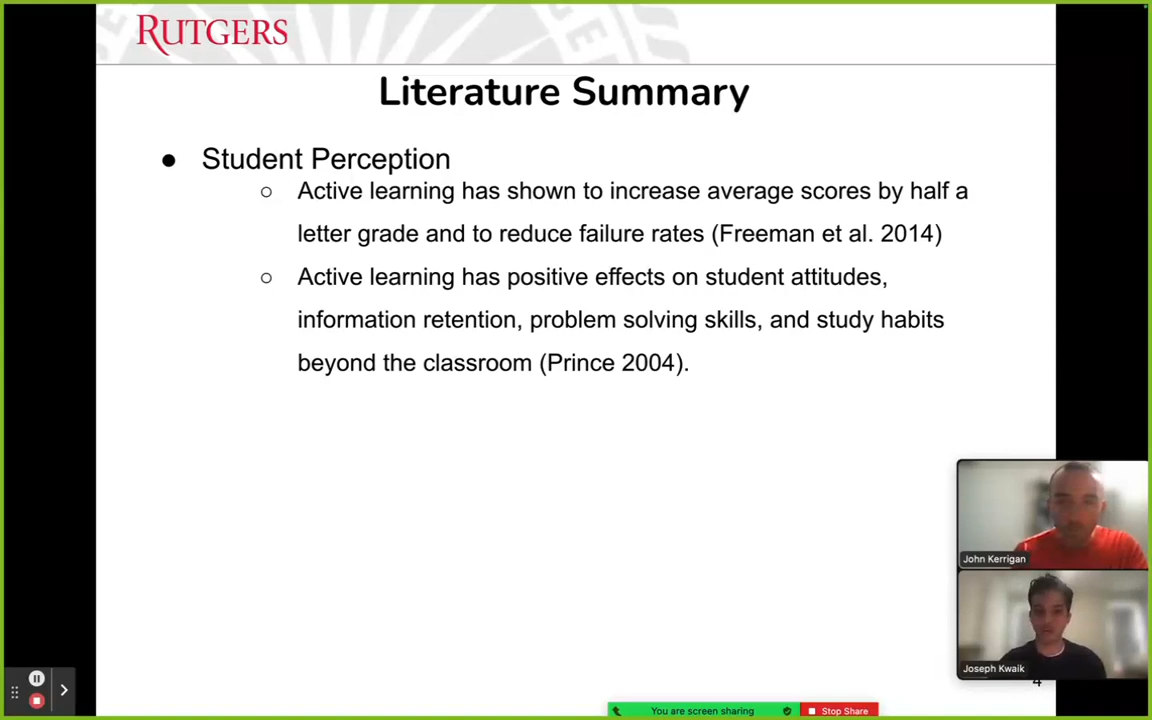 RUTGERS
Literature Summary
● Student Perception
○ Active learning has shown to increase average scores by half a
letter grade and to reduce failure rates (Freeman et al. 2014)
○ Active learning has positive effects on student attitudes,
information retention, problem solving skills, and study habits
beyond the classroom (Prince 2004).
John Kerrigan
Joseph Kwaik
4
You are screen sharing
Stop Share